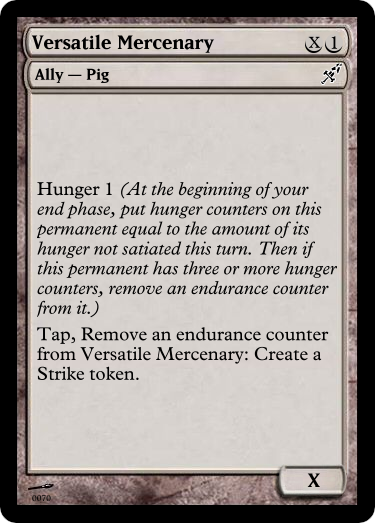 Versatile Mercenary X 1
Ally — Pig
Hunger 1 (At the beginning of your
end phase, put hunger counters on this
permanent equal to the amount of its
hunger not satiated this turn. Then if
this permanent has three or more hunger
counters, remove an endurance counter
from it.)
Tap, Remove an endurance counter
from Versatile Mercenary: Create a
Strike token.
X
0070